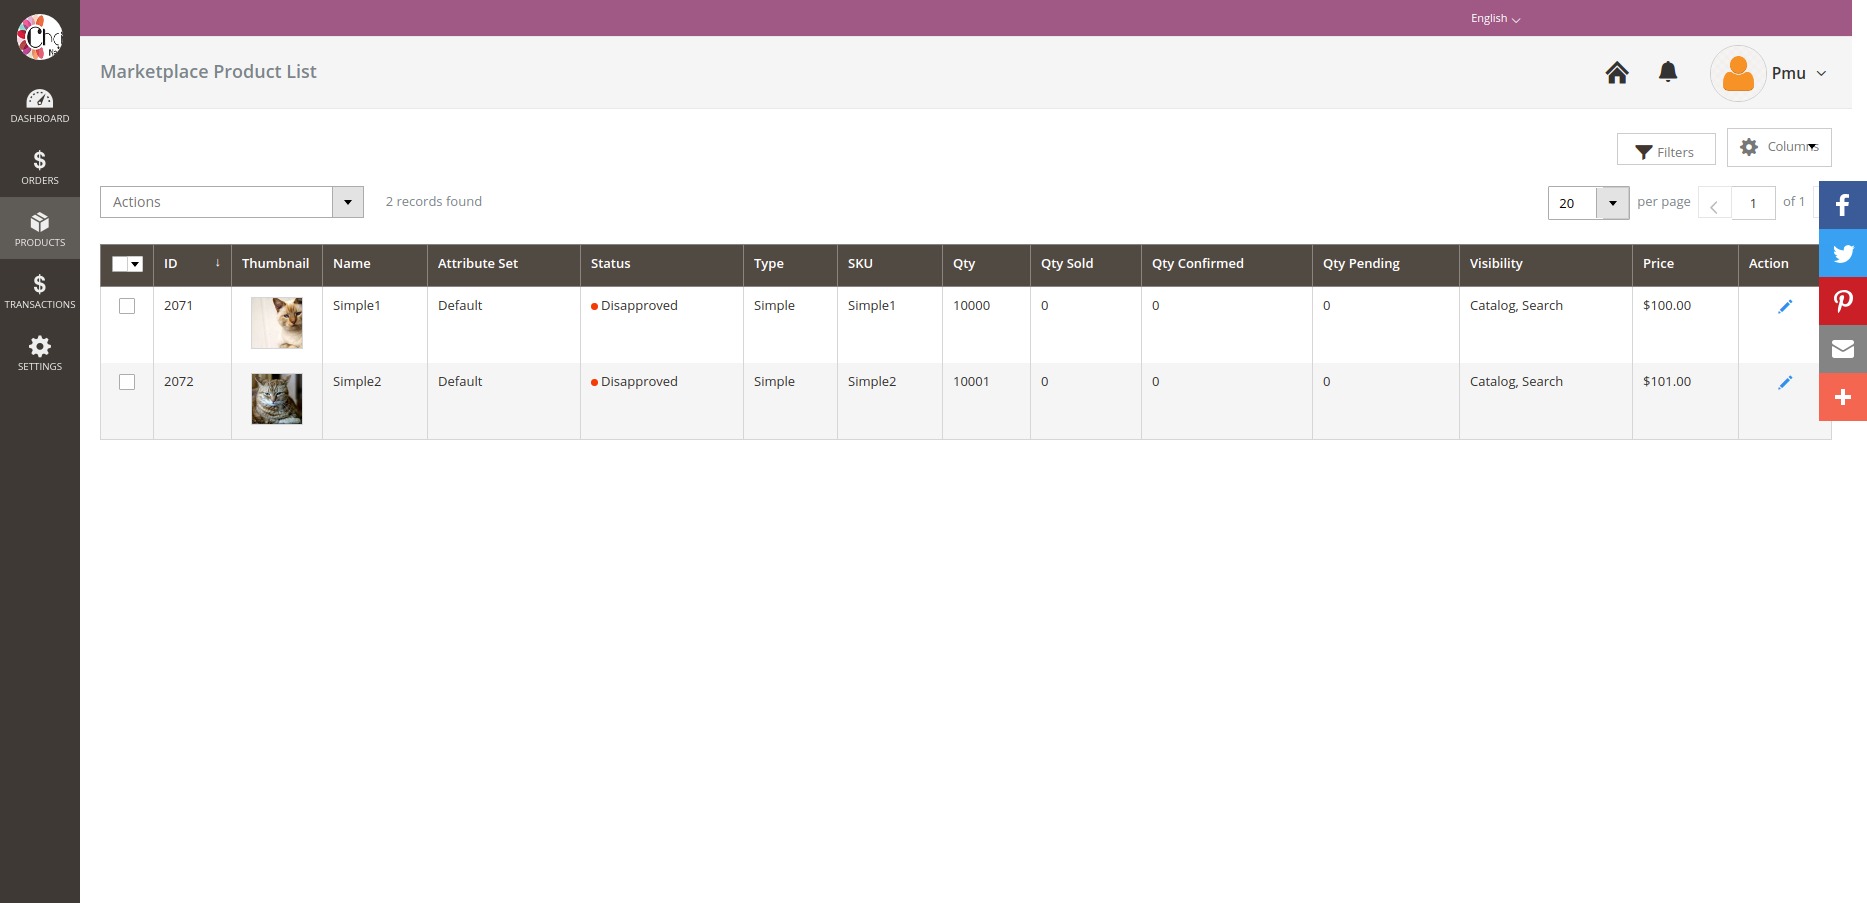 English
Ch
Marketplace Product List
Pmu
DASHBOARD
ORDERS
PRODUCTS
TRANSACTIONS
SETTINGS
Filters
Columns
Actions
2 records found
20
per page
1
of 1
ID ↓ Thumbnail Name Attribute Set Status Type SKU Qty Qty Sold Qty Confirmed Qty Pending Visibility Price Action
2071 Simple1 Default Disapproved Simple Simple1 10000 0 0 0 Catalog, Search $100.00
2072 Simple2 Default Disapproved Simple Simple2 10001 0 0 0 Catalog, Search $101.00